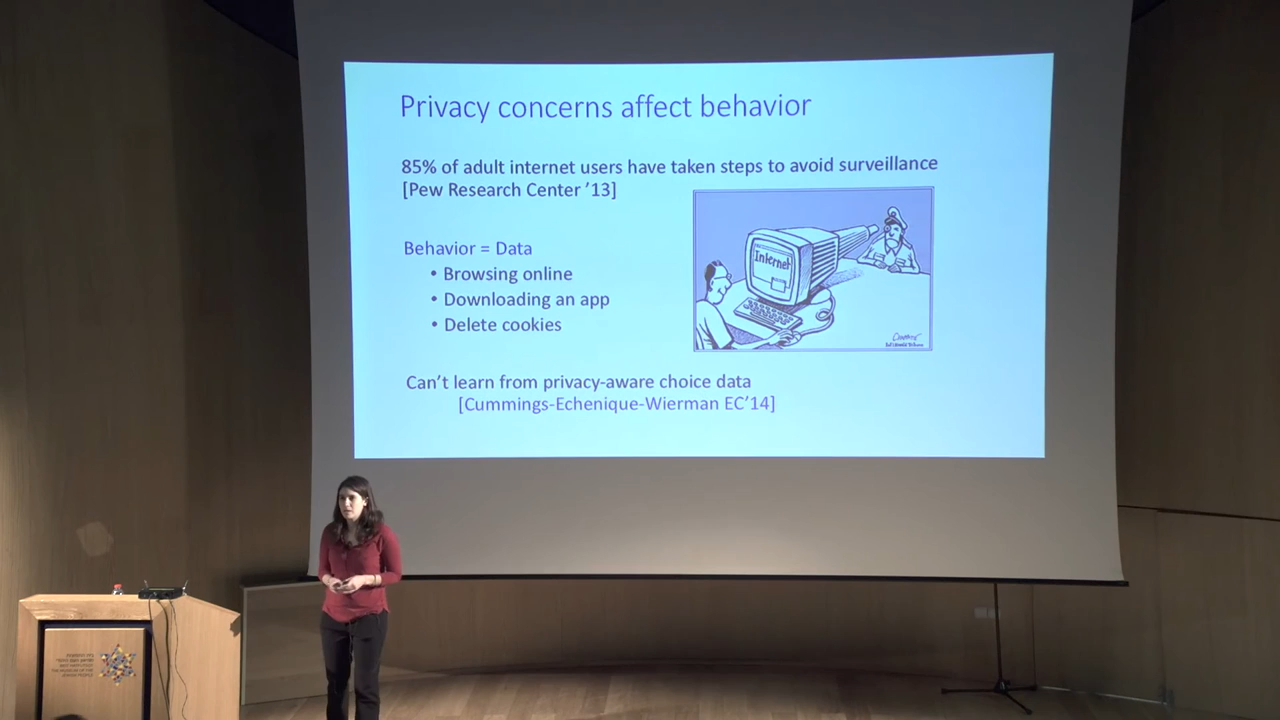 Privacy concerns affect behavior
85% of adult internet users have taken steps to avoid surveillance
[Pew Research Center ’13]
Internet
Behavior = Data
• Browsing online
• Downloading an app
• Delete cookies
Can’t learn from privacy-aware choice data
[Cummings-Echenique-Wierman EC’14]